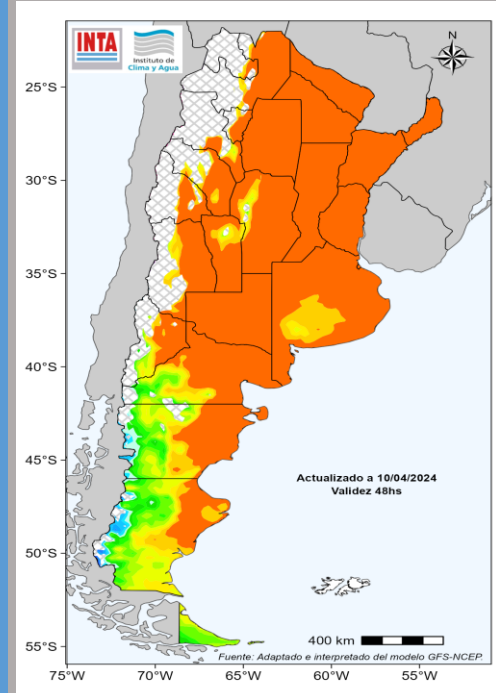 INTA
Instituto de
Clima y Agua
N
25°S
30°S
35°S
40°S
45°S
50°S
55°S
Actualizado a 10/04/2024
Validez 48hs
400 km
Fuente: Adaptado e interpretado del modelo GFS-NCEP.
75°W
70°W
65°W
60°W
55°W